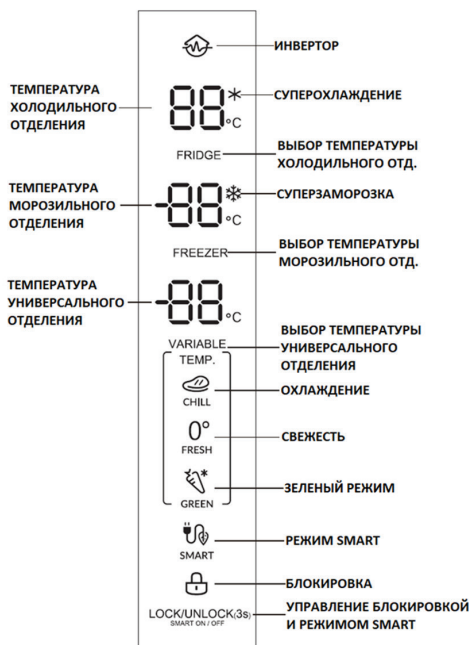 ИНВЕРТОР
ТЕМПЕРАТУРА
ХОЛОДИЛЬНОГО
ОТДЕЛЕНИЯ
88*°C
СУПЕРОХЛАЖДЕНИЕ
FRIDGE
ВЫБОР ТЕМПЕРАТУРЫ
ХОЛОДИЛЬНОГО ОТД.
ТЕМПЕРАТУРА
МОРОЗИЛЬНОГО
ОТДЕЛЕНИЯ
-88°C
СУПЕРЗАМОРОЗКА
FREEZER
ВЫБОР ТЕМПЕРАТУРЫ
МОРОЗИЛЬНОГО ОТД.
ТЕМПЕРАТУРА
УНИВЕРСАЛЬНОГО
ОТДЕЛЕНИЯ
-88°C
VARIABLE
TEMP.
ВЫБОР ТЕМПЕРАТУРЫ
УНИВЕРСАЛЬНОГО
ОТДЕЛЕНИЯ
CHILL
ОХЛАЖДЕНИЕ
0°
FRESH
СВЕЖЕСТЬ
GREEN
ЗЕЛЕНЫЙ РЕЖИМ
SMART
РЕЖИМ SMART
БЛОКИРОВКА
LOCK/UNLOCK(3s)
SMART ON / OFF
УПРАВЛЕНИЕ БЛОКИРОВКОЙ
И РЕЖИМОМ SMART